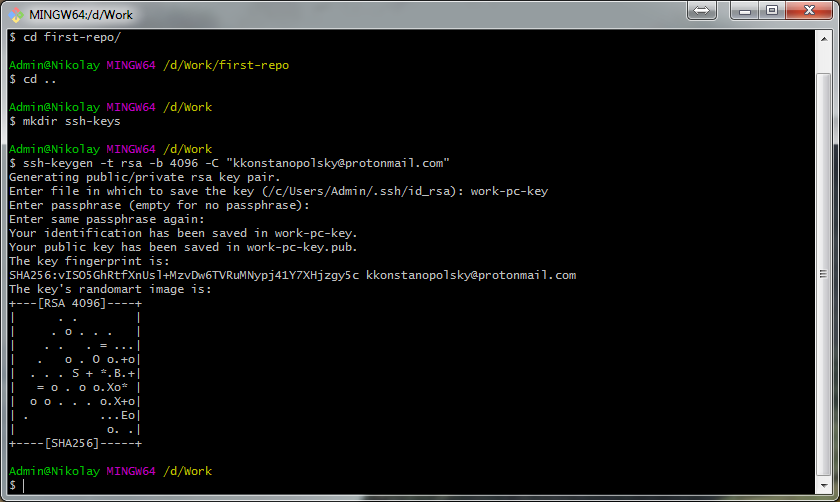 MINGW64:/d/Work
$ cd first-repo/
Admin@Nikolay MINGW64 /d/Work/first-repo
$ cd ..
Admin@Nikolay MINGW64 /d/Work
$ mkdir ssh-keys
Admin@Nikolay MINGW64 /d/Work
$ ssh-keygen -t rsa -b 4096 -C "kkonstanopolsky@protonmail.com"
Generating public/private rsa key pair.
Enter file in which to save the key (/c/Users/Admin/.ssh/id_rsa): work-pc-key
Enter passphrase (empty for no passphrase):
Enter same passphrase again:
Your identification has been saved in work-pc-key.
Your public key has been saved in work-pc-key.pub.
The key fingerprint is:
SHA256:vISO5GhRtfXnUsl+MzvDw6TVRuMNypj41Y7XHjzgy5c kkonstanopolsky@protonmail.com
The key's randomart image is:
+---[RSA 4096]----+
|      . .        |
|     . o . . .   |
|    . .   . = ...|
|   .   o . O o.+o|
|  . . . S + *.B.+|
|   = o . o o.Xo* |
|  o o . . . o.X+o|
| .          ...Eo|
|             o. .|
+----[SHA256]-----+
Admin@Nikolay MINGW64 /d/Work
$